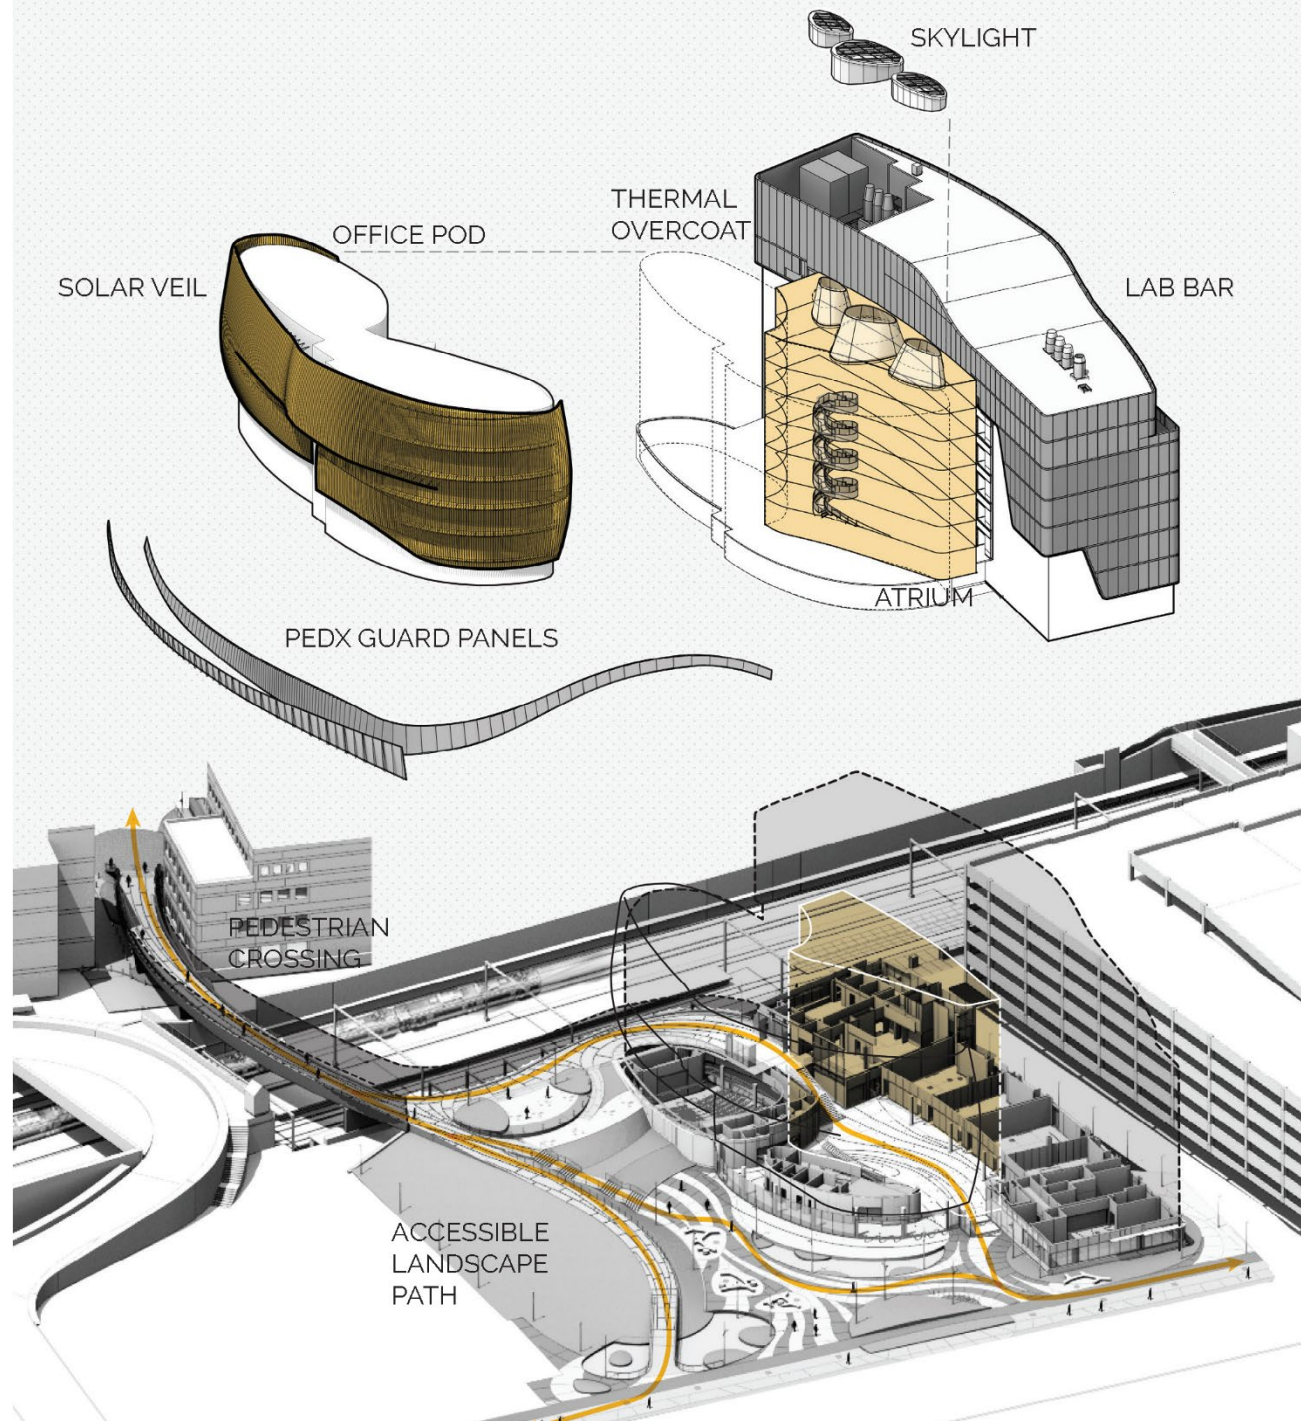 SKYLIGHT
THERMAL
OVERCOAT
OFFICE POD
SOLAR VEIL
LAB BAR
ATRIUM
PEDX GUARD PANELS
PEDESTRIAN
CROSSING
ACCESSIBLE
LANDSCAPE
PATH